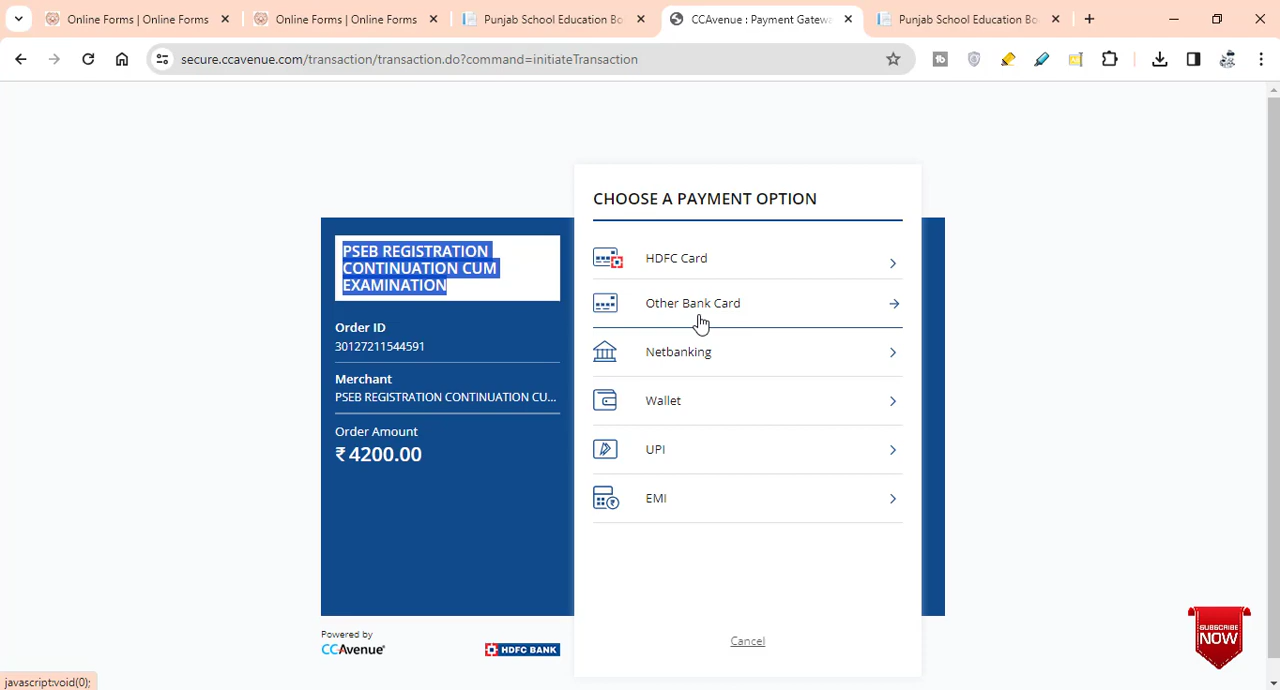 Online Forms | Online Forms
Online Forms | Online Forms
Punjab School Education Bo
CCAvenue : Payment Gatewa
Punjab School Education Bo
secure.ccavenue.com/transstion/transaction.do?command=initiateTransaction
CHOOSE A PAYMENT OPTION
PSEB REGISTRATION
CONTINUATION CUM
EXAMINATION
Order ID
30127211544591
Merchant
PSEB REGISTRATION CONTINUATION CU...
Order Amount
₹ 4200.00
HDFC Card
Other Bank Card
Netbanking
Wallet
UPI
EMI
Cancel
Powered by
CCAvenue
HDFC BANK
SUBSCRIBE
NOW
javascript:void(0);